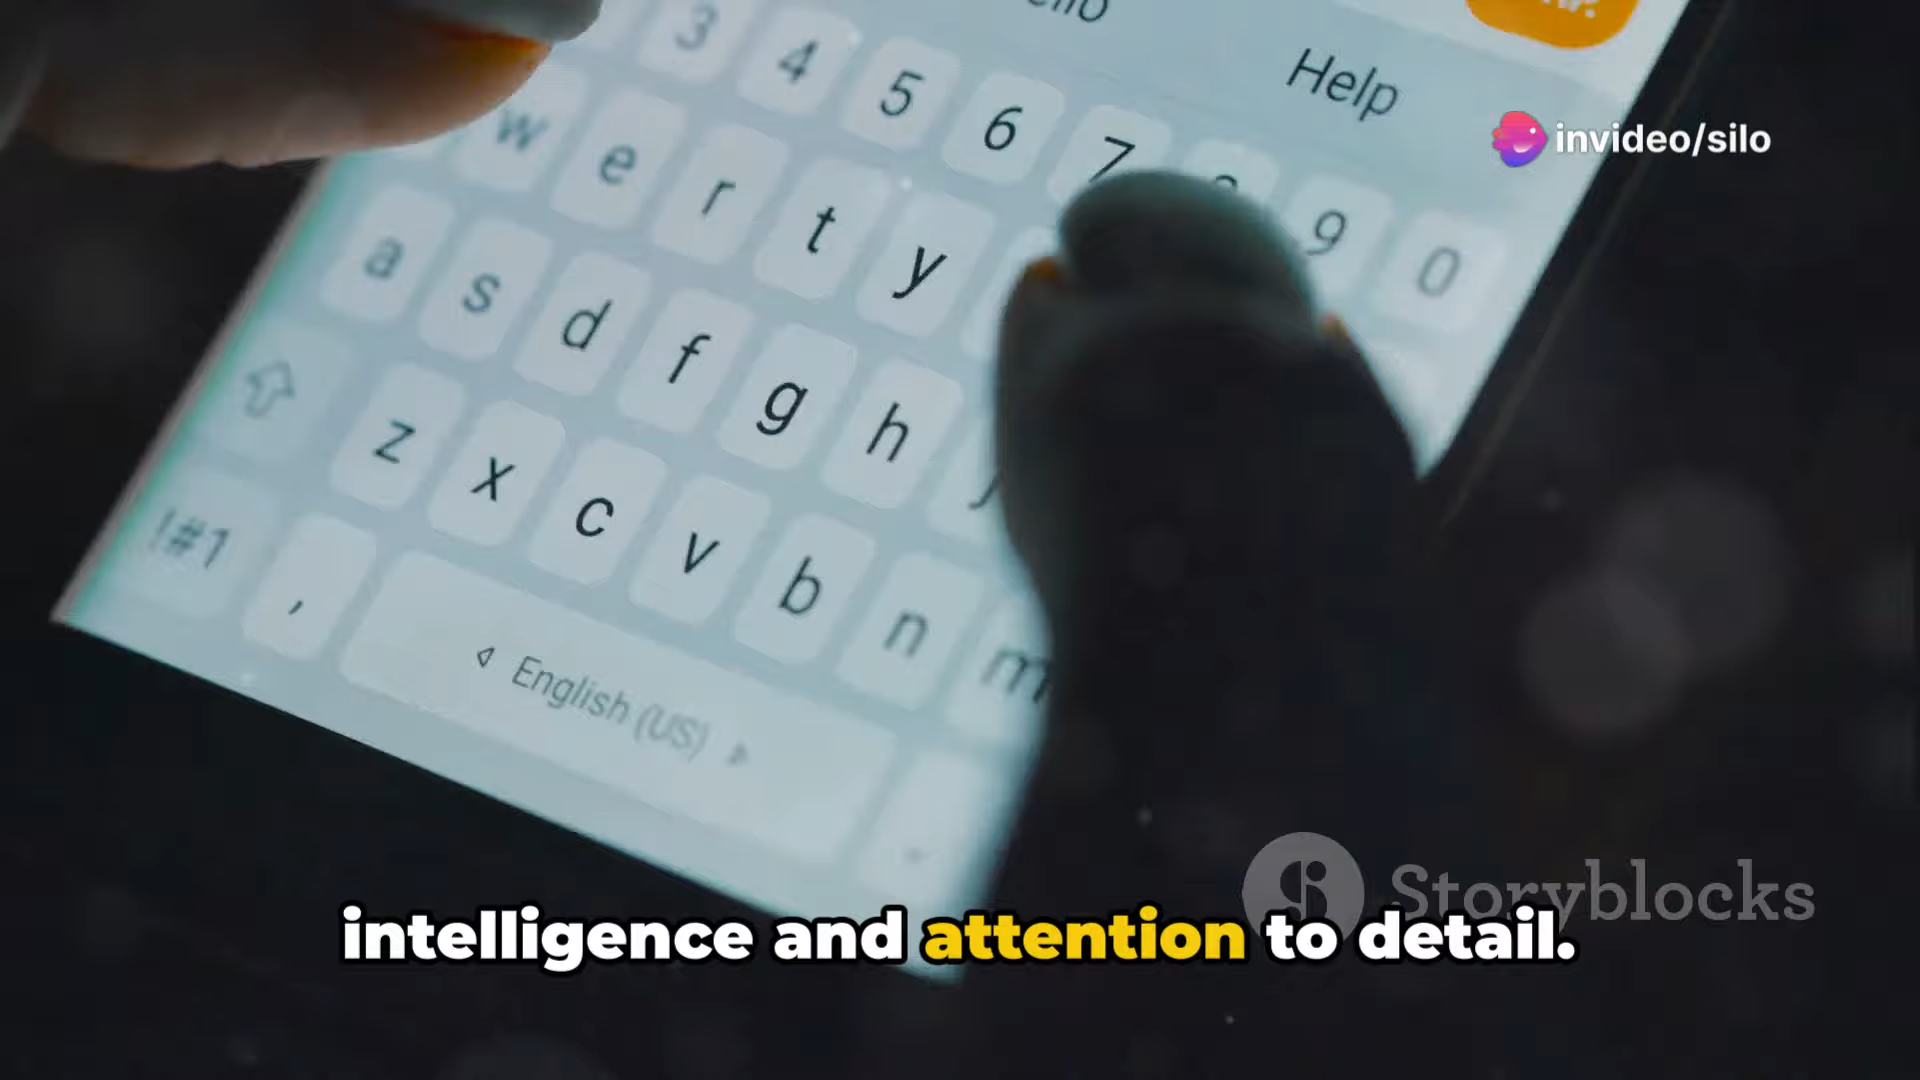 Help
3 4 5 6 7 9 0
w e r t y
a s d f g h
z x c v b n m
!#1 ,
English (US)
invideo/silo
Storyblocks
intelligence and attention to detail.